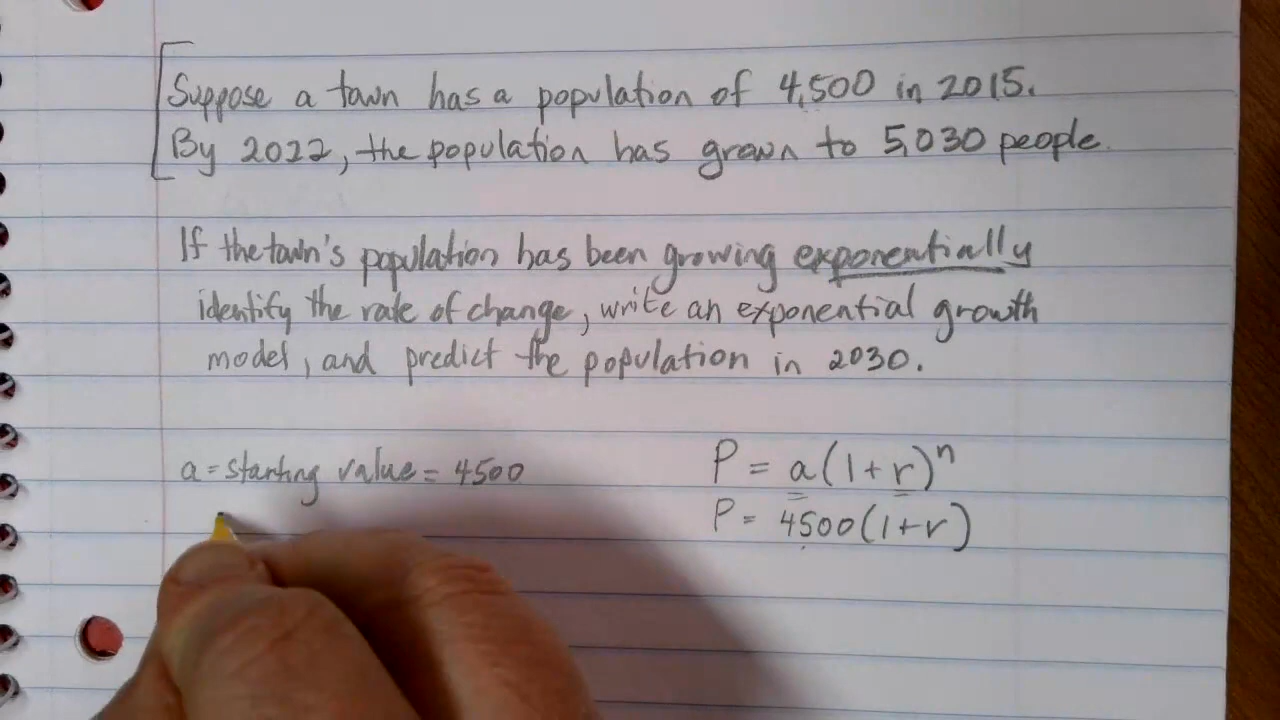 Suppose a town has a population of 4,500 in 2015.
By 2022, the population has grown to 5,030 people.
If the town's population has been growing exponentially
identify the rate of change, write an exponential growth
model, and predict the population in 2030.
a = starting value = 4500
P = a(1+r)^n
P = 4500(1+r)